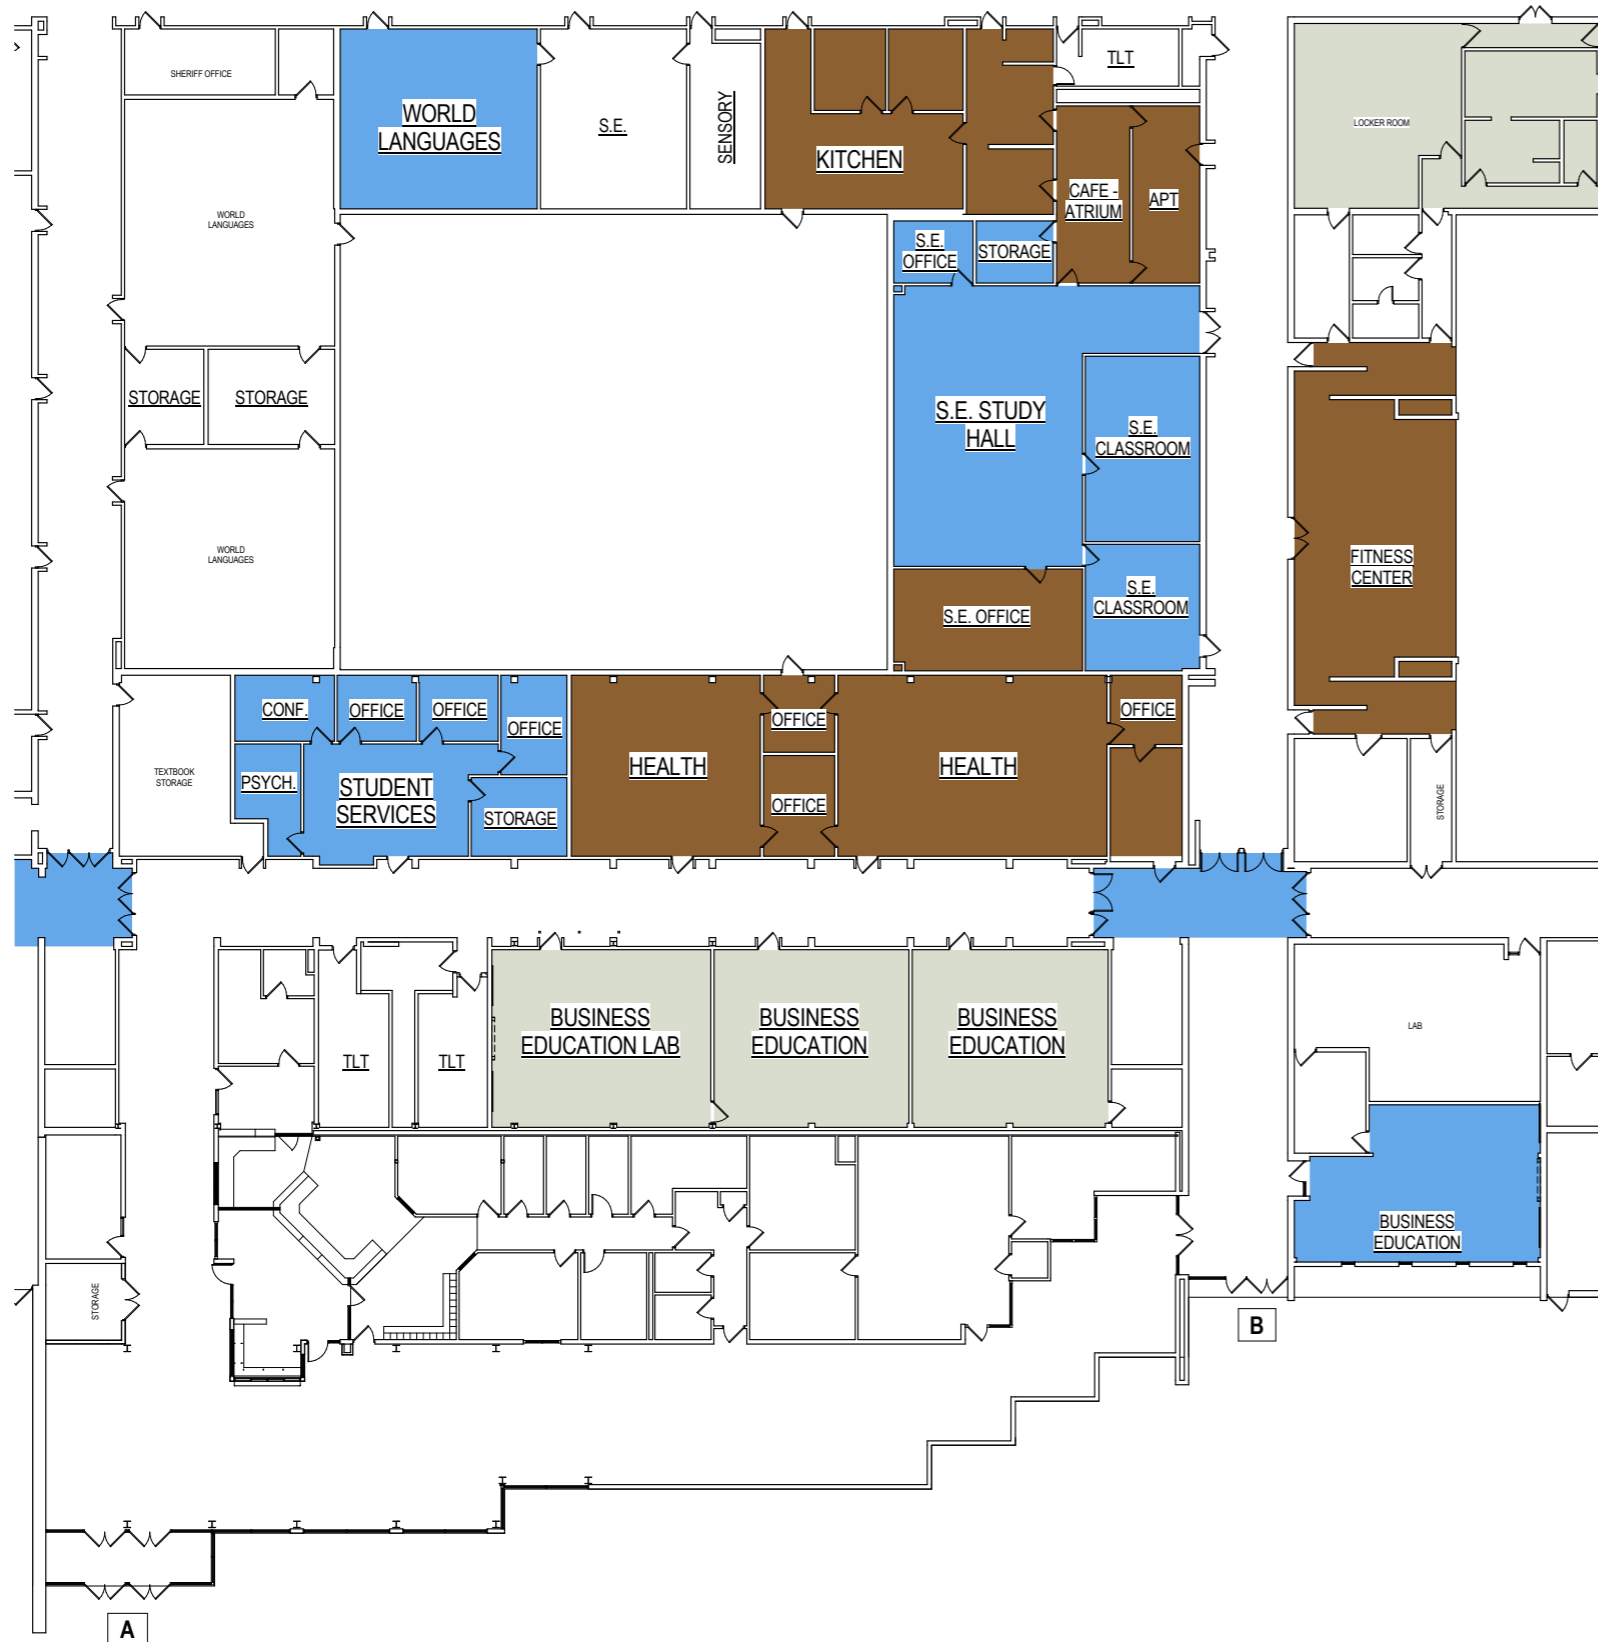 SHERIFF OFFICE
WORLD
LANGUAGES
S.E.
SENSORY
KITCHEN
TLT
CAFE -
ATRIUM
APT
LOCKER ROOM
WORLD
LANGUAGES
S.E.
OFFICE
STORAGE
STORAGE
STORAGE
S.E. STUDY
HALL
S.E.
CLASSROOM
WORLD
LANGUAGES
S.E. OFFICE
S.E.
CLASSROOM
FITNESS
CENTER
TEXTBOOK
STORAGE
CONF.
OFFICE
OFFICE
OFFICE
PSYCH.
STUDENT
SERVICES
STORAGE
HEALTH
OFFICE
OFFICE
HEALTH
OFFICE
STORAGE
TLT
TLT
BUSINESS
EDUCATION LAB
BUSINESS
EDUCATION
BUSINESS
EDUCATION
LAB
BUSINESS
EDUCATION
STORAGE
B
A